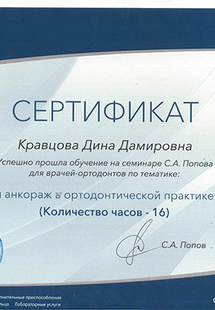 СЕРТИФИКАТ
Кравцова Дина Дамировна
Успешно прошла обучение на семинаре С.А. Попова
для врачей-ортодонтов по тематике:
анкораж в ортодонтической практике
(Количество часов - 16)
С.А. Попов
приспособления
Лабораторные услуги